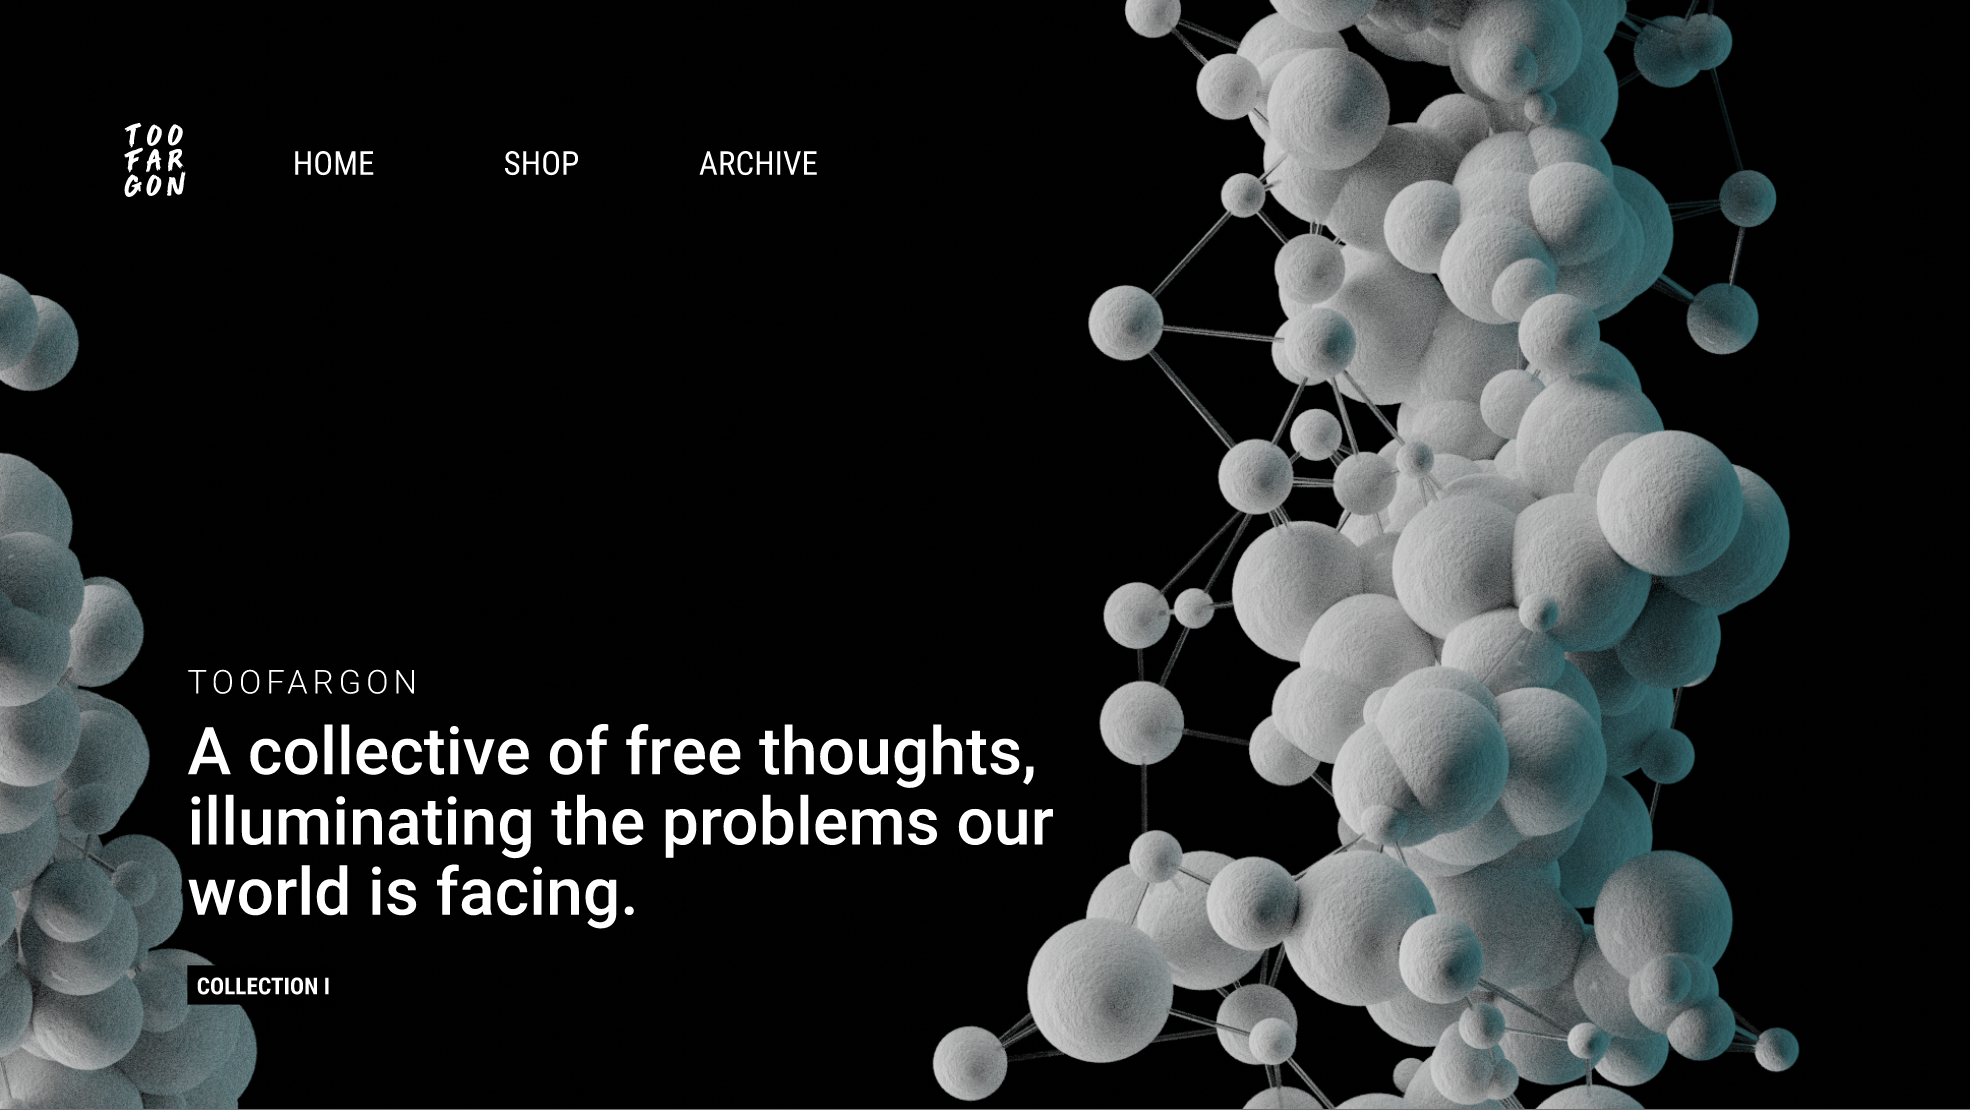 TOO
FAR
GON
HOME SHOP ARCHIVE
TOOFARGON
A collective of free thoughts,
illuminating the problems our
world is facing.
COLLECTION I